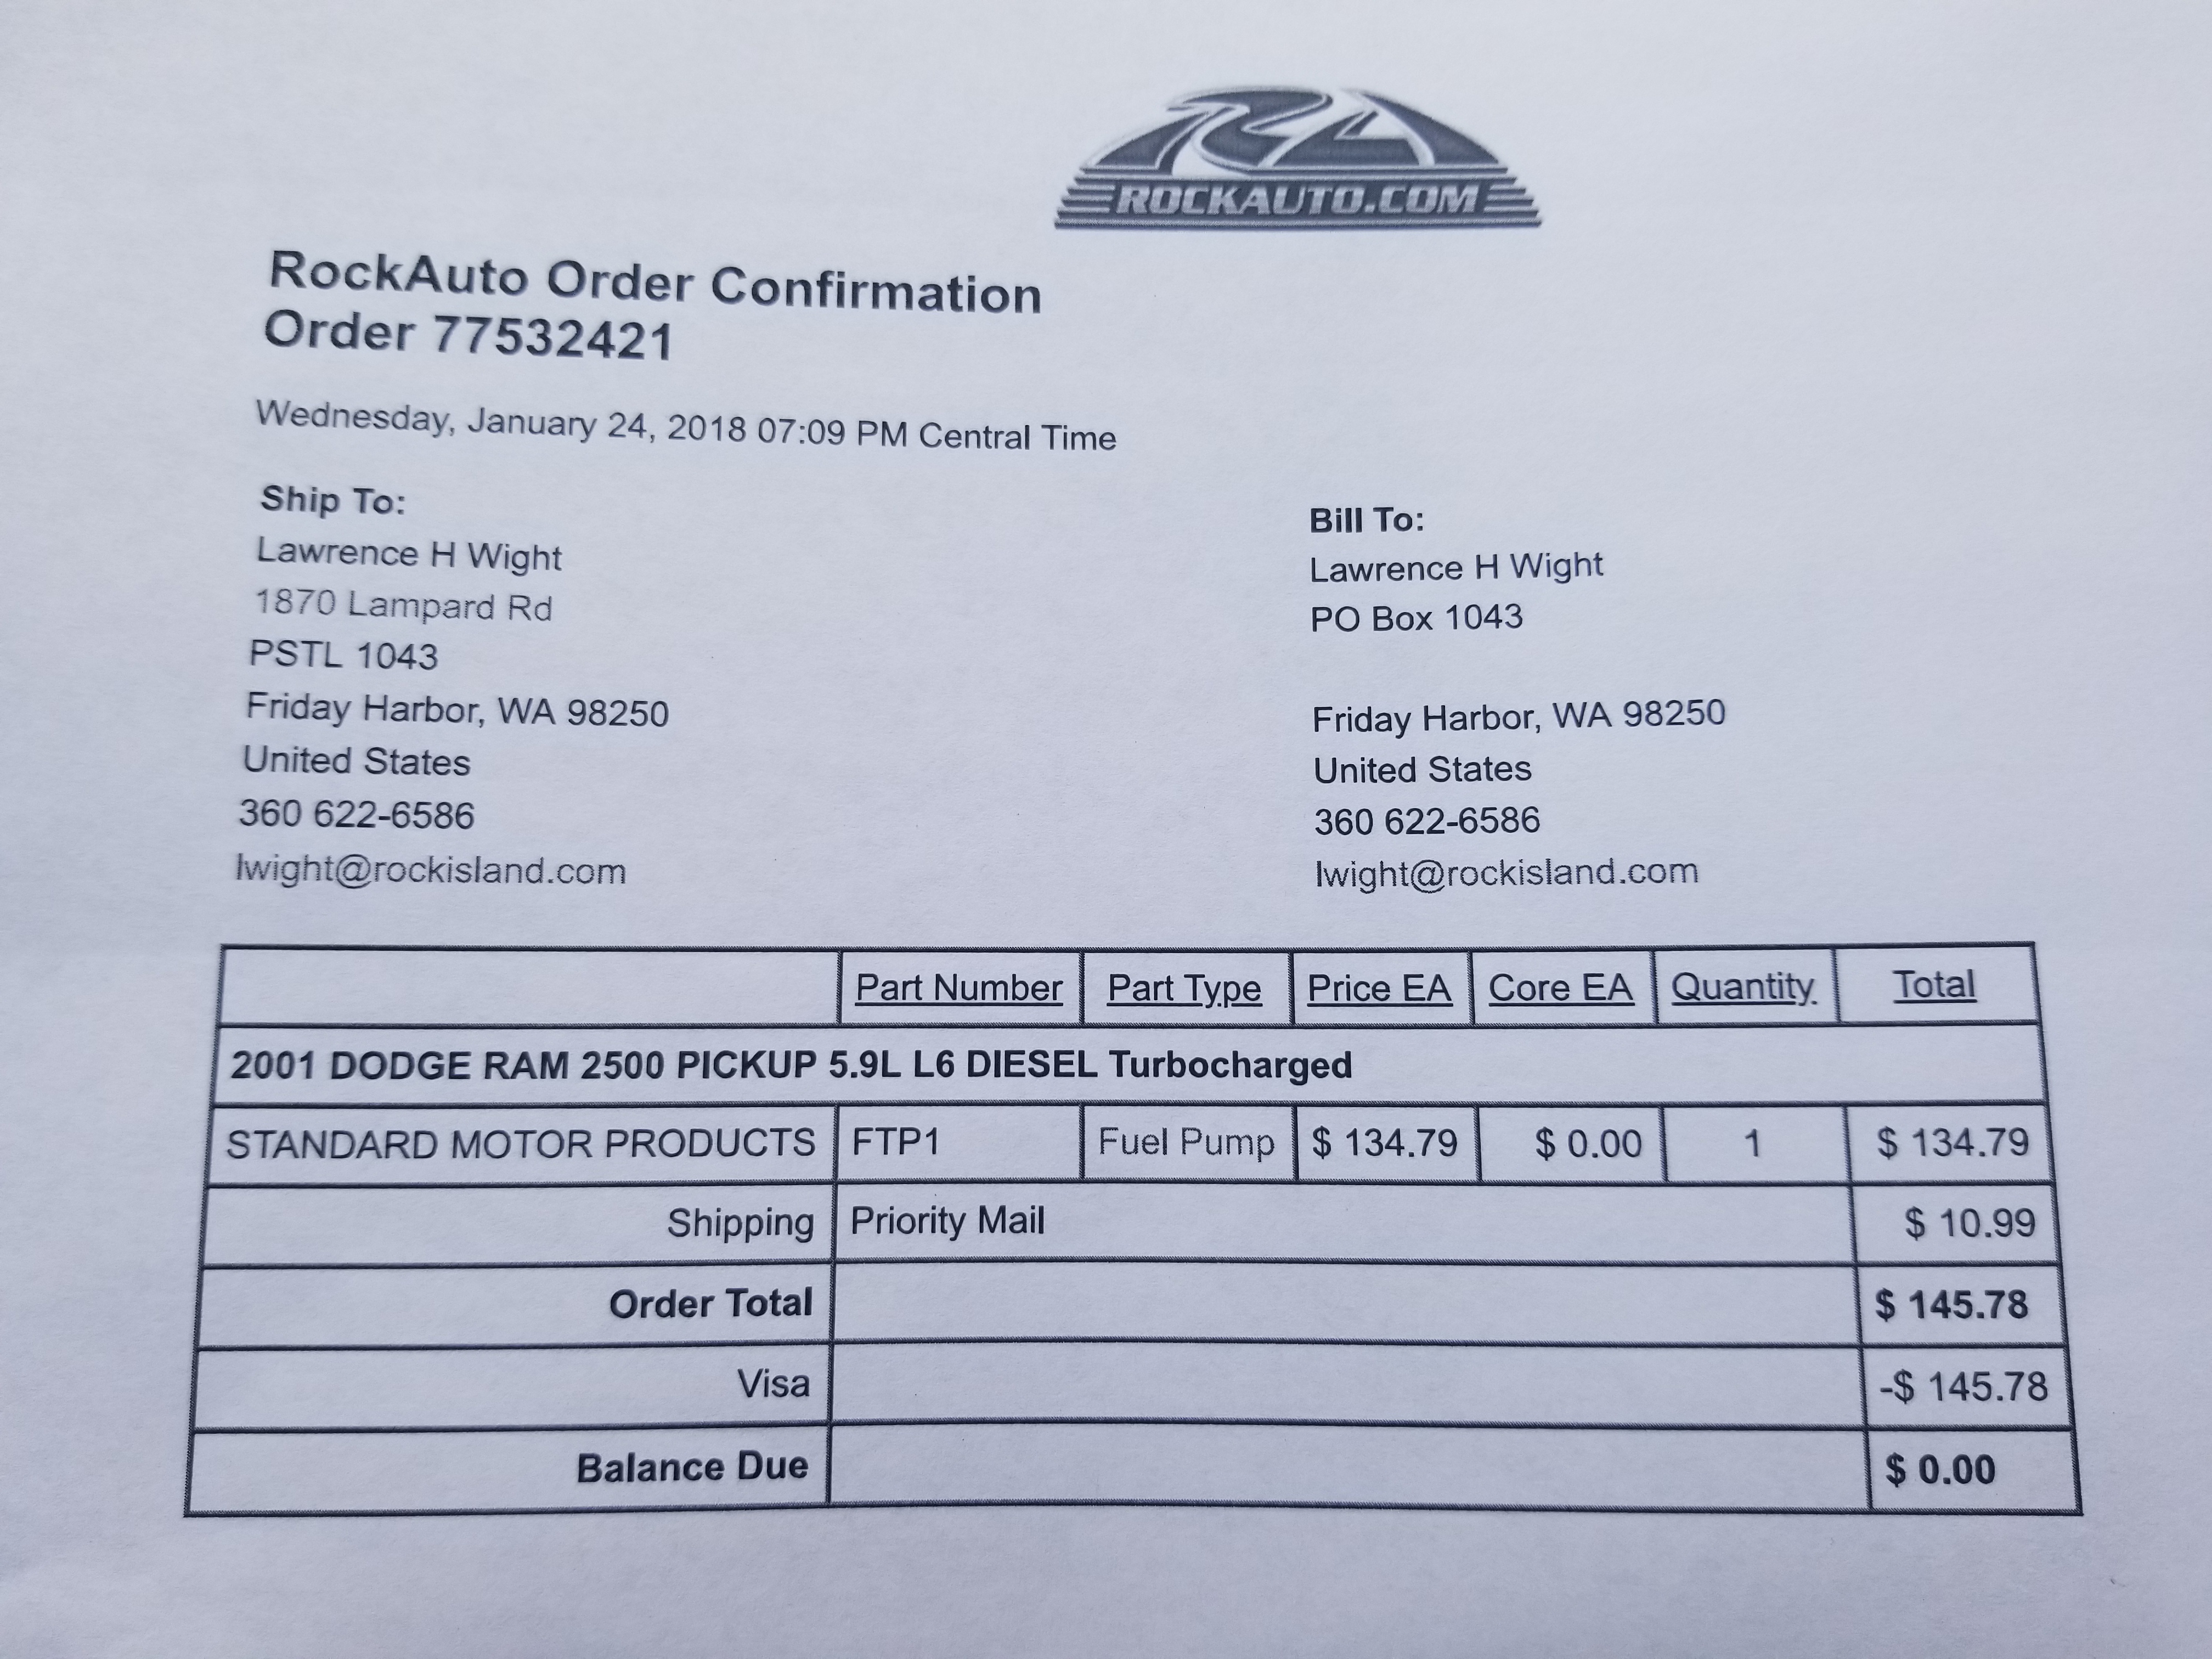 RA
ROCKAUTO.COM
RockAuto Order Confirmation
Order 77532421
Wednesday, January 24, 2018 07:09 PM Central Time
Ship To:
Lawrence H Wight
1870 Lampard Rd
PSTL 1043
Friday Harbor, WA 98250
United States
360 622-6586
lwight@rockisland.com
Bill To:
Lawrence H Wight
PO Box 1043
Friday Harbor, WA 98250
United States
360 622-6586
lwight@rockisland.com
Part Number Part Type Price EA Core EA Quantity Total
2001 DODGE RAM 2500 PICKUP 5.9L L6 DIESEL Turbocharged
STANDARD MOTOR PRODUCTS FTP1 Fuel Pump $ 134.79 $ 0.00 1 $ 134.79
Shipping Priority Mail $ 10.99
Order Total $ 145.78
Visa -$ 145.78
Balance Due $ 0.00